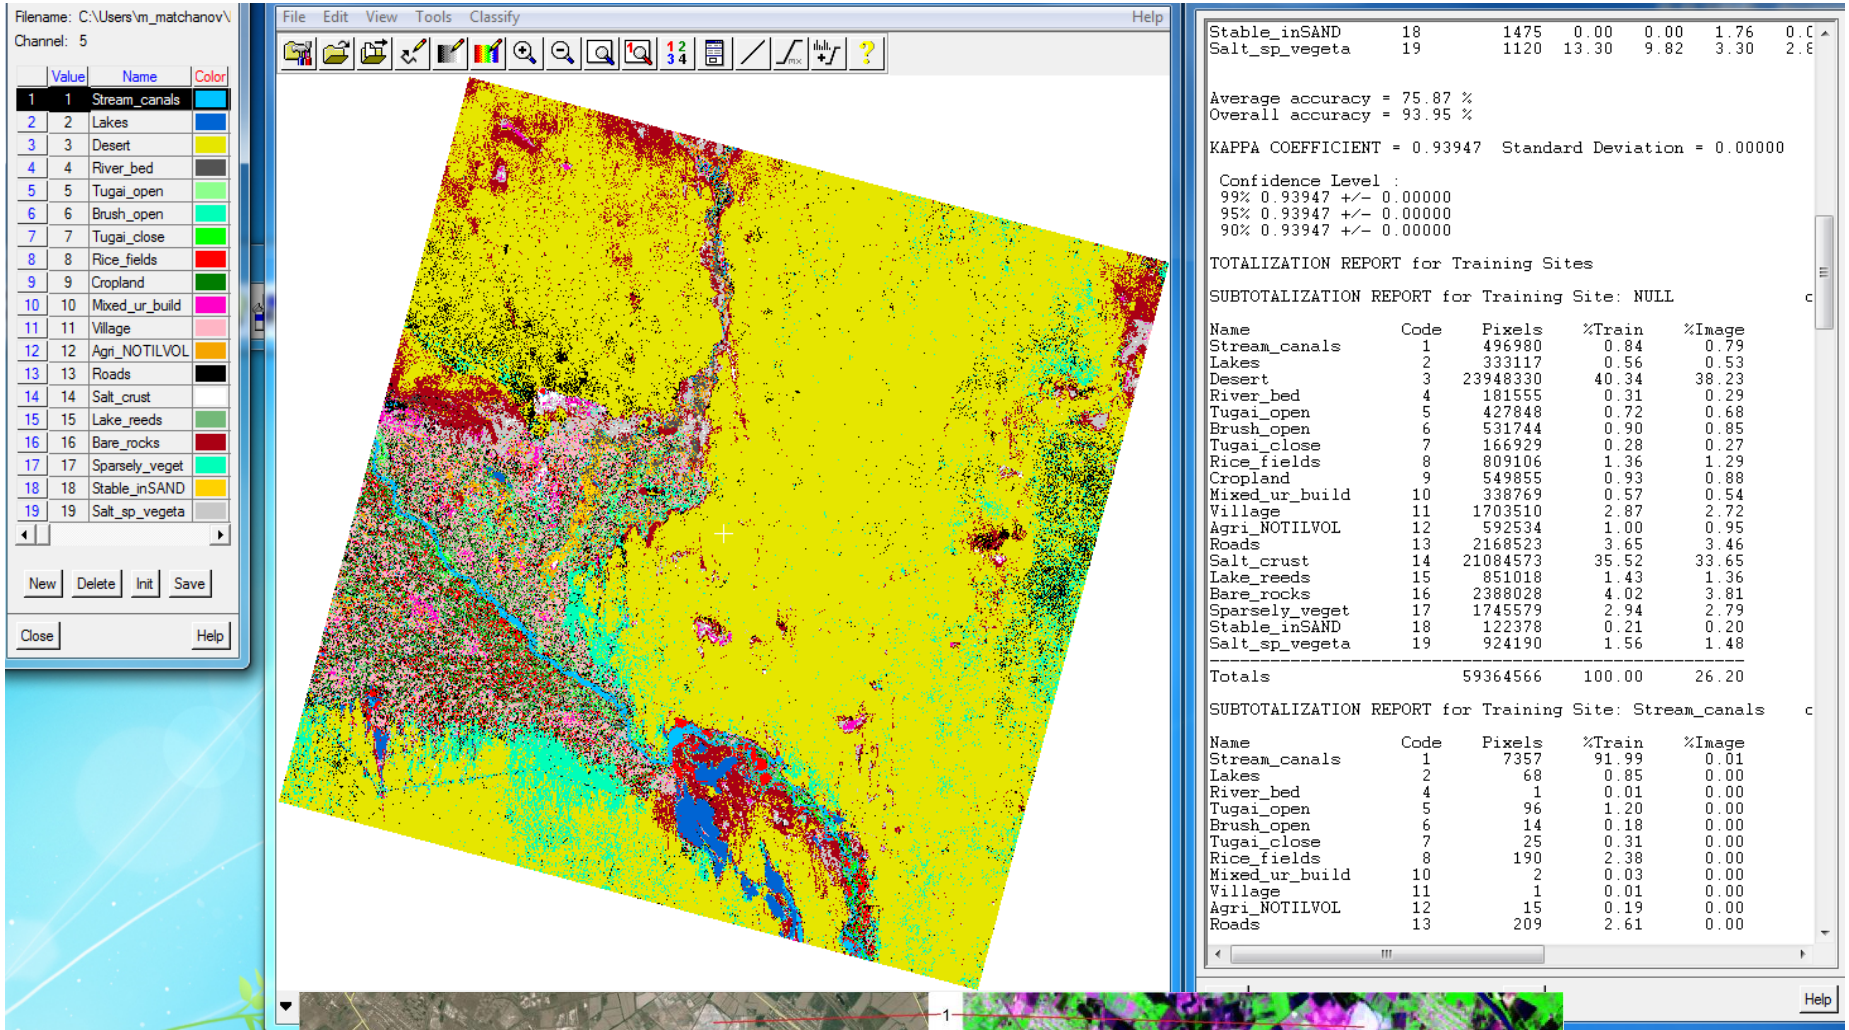 Filename: C:\Users\m_matchanov\
Channel: 5
Value Name Color
1 1 Stream_canals
2 2 Lakes
3 3 Desert
4 4 River_bed
5 5 Tugai_open
6 6 Brush_open
7 7 Tugai_close
8 8 Rice_fields
9 9 Cropland
10 10 Mixed_ur_build
11 11 Village
12 12 Agri_NOTILVOL
13 13 Roads
14 14 Salt_crust
15 15 Lake_reeds
16 16 Bare_rocks
17 17 Sparsely_veget
18 18 Stable_inSAND
19 19 Salt_sp_vegeta
New Delete Init Save
Close Help
File Edit View Tools Classify Help
1
Stable_inSAND 18 1475 0.00 0.00 1.76
Salt_sp_vegeta 19 1120 13.30 9.82 3.30
Average accuracy = 75.87 %
Overall accuracy = 93.95 %
KAPPA COEFFICIENT = 0.93947 Standard Deviation = 0.00000
Confidence Level :
99% 0.93947 +/- 0.00000
95% 0.93947 +/- 0.00000
90% 0.93947 +/- 0.00000
TOTALIZATION REPORT for Training Sites
SUBTOTALIZATION REPORT for Training Site: NULL c
Name Code Pixels %Train %Image
Stream_canals 1 496980 0.84 0.79
Lakes 2 333117 0.56 0.53
Desert 3 23948330 40.34 38.23
River_bed 4 181555 0.31 0.29
Tugai_open 5 427848 0.72 0.68
Brush_open 6 531744 0.90 0.85
Tugai_close 7 166929 0.28 0.27
Rice_fields 8 809106 1.36 1.29
Cropland 9 549855 0.93 0.88
Mixed_ur_build 10 338769 0.57 0.54
Village 11 1703510 2.87 2.72
Agri_NOTILVOL 12 592534 1.00 0.95
Roads 13 2168523 3.65 3.46
Salt_crust 14 21084573 35.52 33.65
Lake_reeds 15 851018 1.43 1.36
Bare_rocks 16 2388028 4.02 3.81
Sparsely_veget 17 1745579 2.94 2.79
Stable_inSAND 18 122378 0.21 0.20
Salt_sp_vegeta 19 924190 1.56 1.48
Totals 59364566 100.00 26.20
SUBTOTALIZATION REPORT for Training Site: Stream_canals c
Name Code Pixels %Train %Image
Stream_canals 1 7357 91.99 0.01
Lakes 2 68 0.85 0.00
River_bed 4 1 0.01 0.00
Tugai_open 5 96 1.20 0.00
Brush_open 6 14 0.18 0.00
Tugai_close 7 25 0.31 0.00
Rice_fields 8 190 2.38 0.00
Mixed_ur_build 10 2 0.03 0.00
Village 11 1 0.01 0.00
Agri_NOTILVOL 12 15 0.19 0.00
Roads 13 209 2.61 0.00
Help